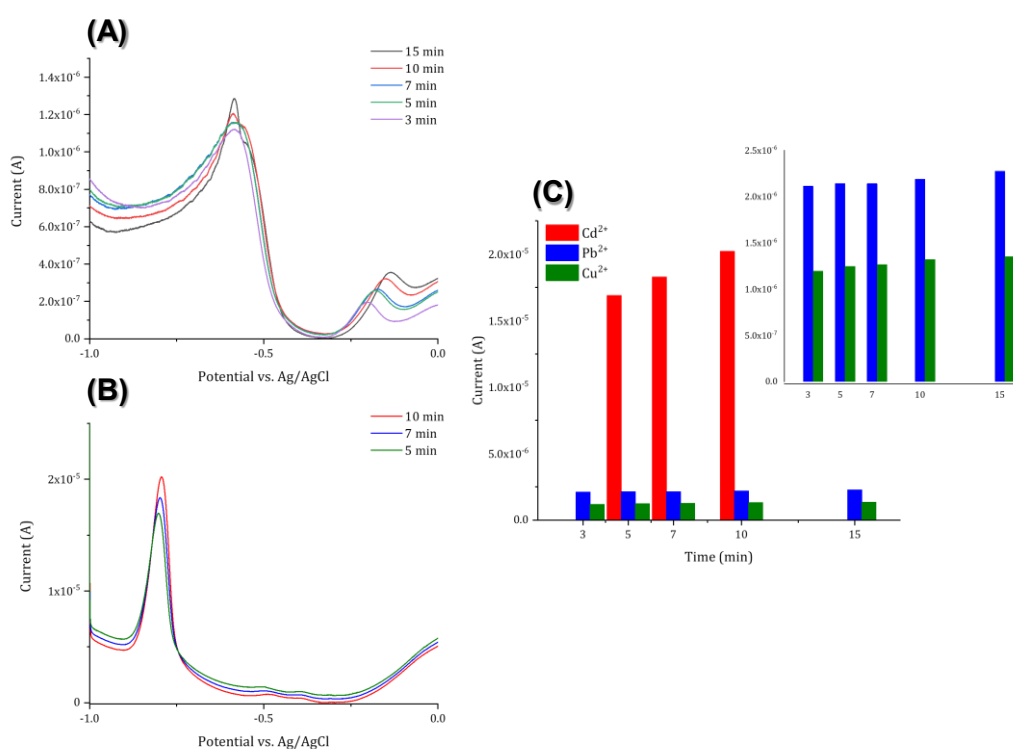 (A)
15 min
10 min
7 min
5 min
3 min
1.4x10⁻⁶
1.2x10⁻⁶
1.0x10⁻⁶
8.0x10⁻⁷
6.0x10⁻⁷
4.0x10⁻⁷
2.0x10⁻⁷
0.0
Current (A)
-1.0 -0.5 0.0
Potential vs. Ag/AgCl
(B)
10 min
7 min
5 min
2x10⁻⁵
1x10⁻⁵
0
Current (A)
-1.0 -0.5 0.0
Potential vs. Ag/AgCl
(C)
Cd²⁺
Pb²⁺
Cu²⁺
2.0x10⁻⁵
1.5x10⁻⁵
1.0x10⁻⁵
5.0x10⁻⁶
0.0
Current (A)
3 5 7 10 15
Time (min)
2.5x10⁻⁶
2.0x10⁻⁶
1.5x10⁻⁶
1.0x10⁻⁶
5.0x10⁻⁷
0.0
3 5 7 10 15